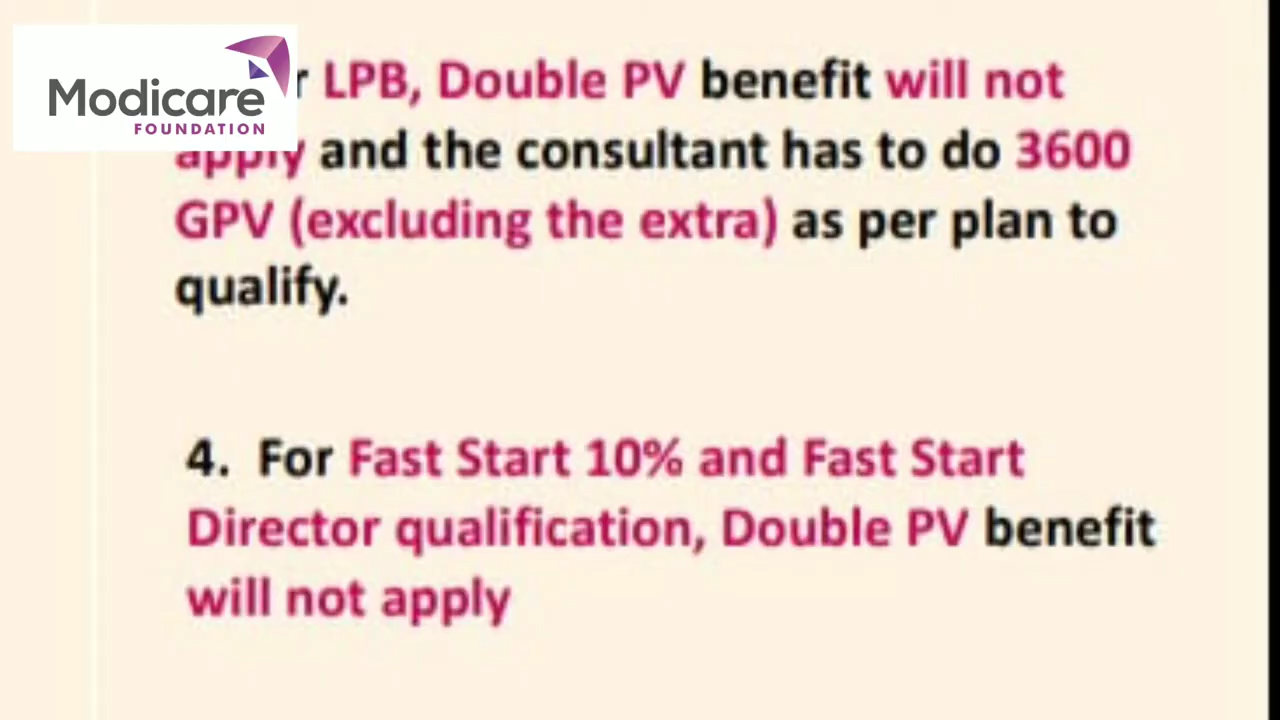 Modicare
FOUNDATION
r LPB, Double PV benefit will not
apply and the consultant has to do 3600
GPV (excluding the extra) as per plan to
qualify.
4. For Fast Start 10% and Fast Start
Director qualification, Double PV benefit
will not apply